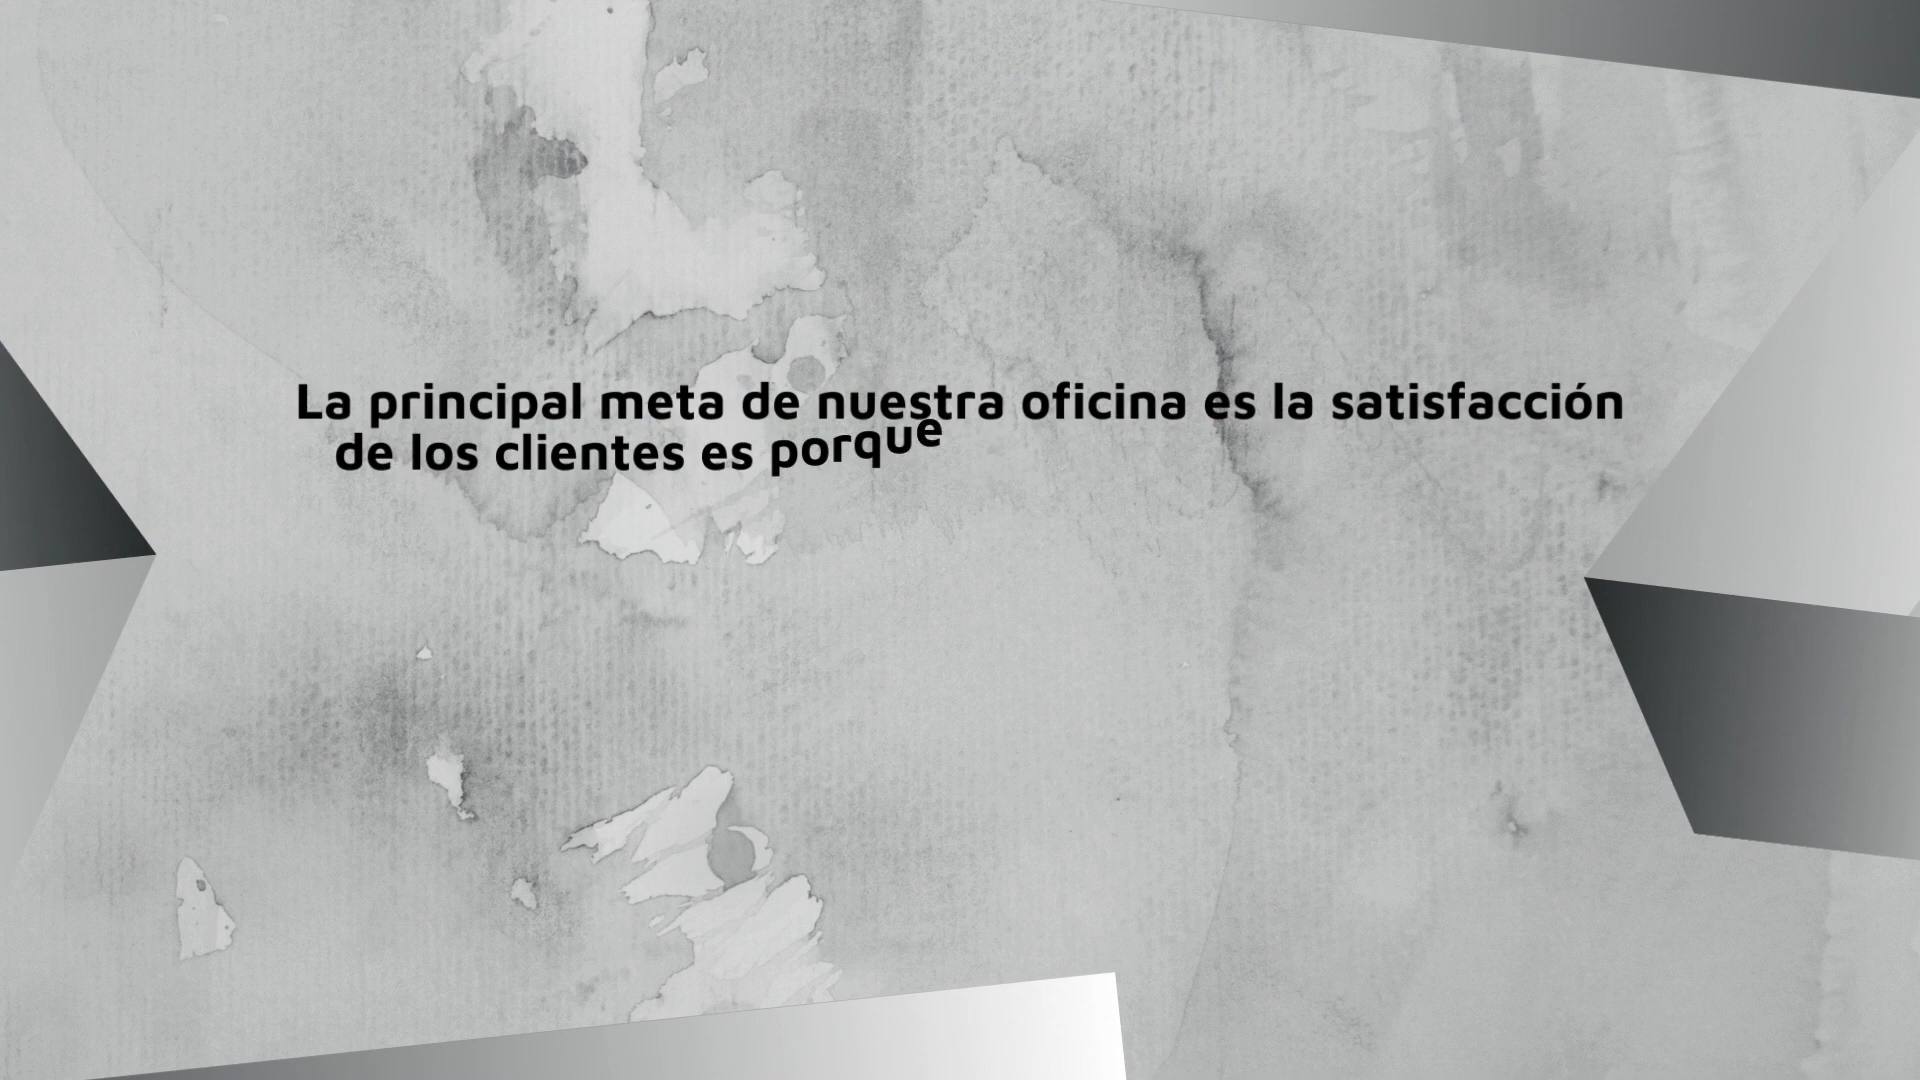 La principal meta de nuestra oficina es la satisfacción
de los clientes es porque